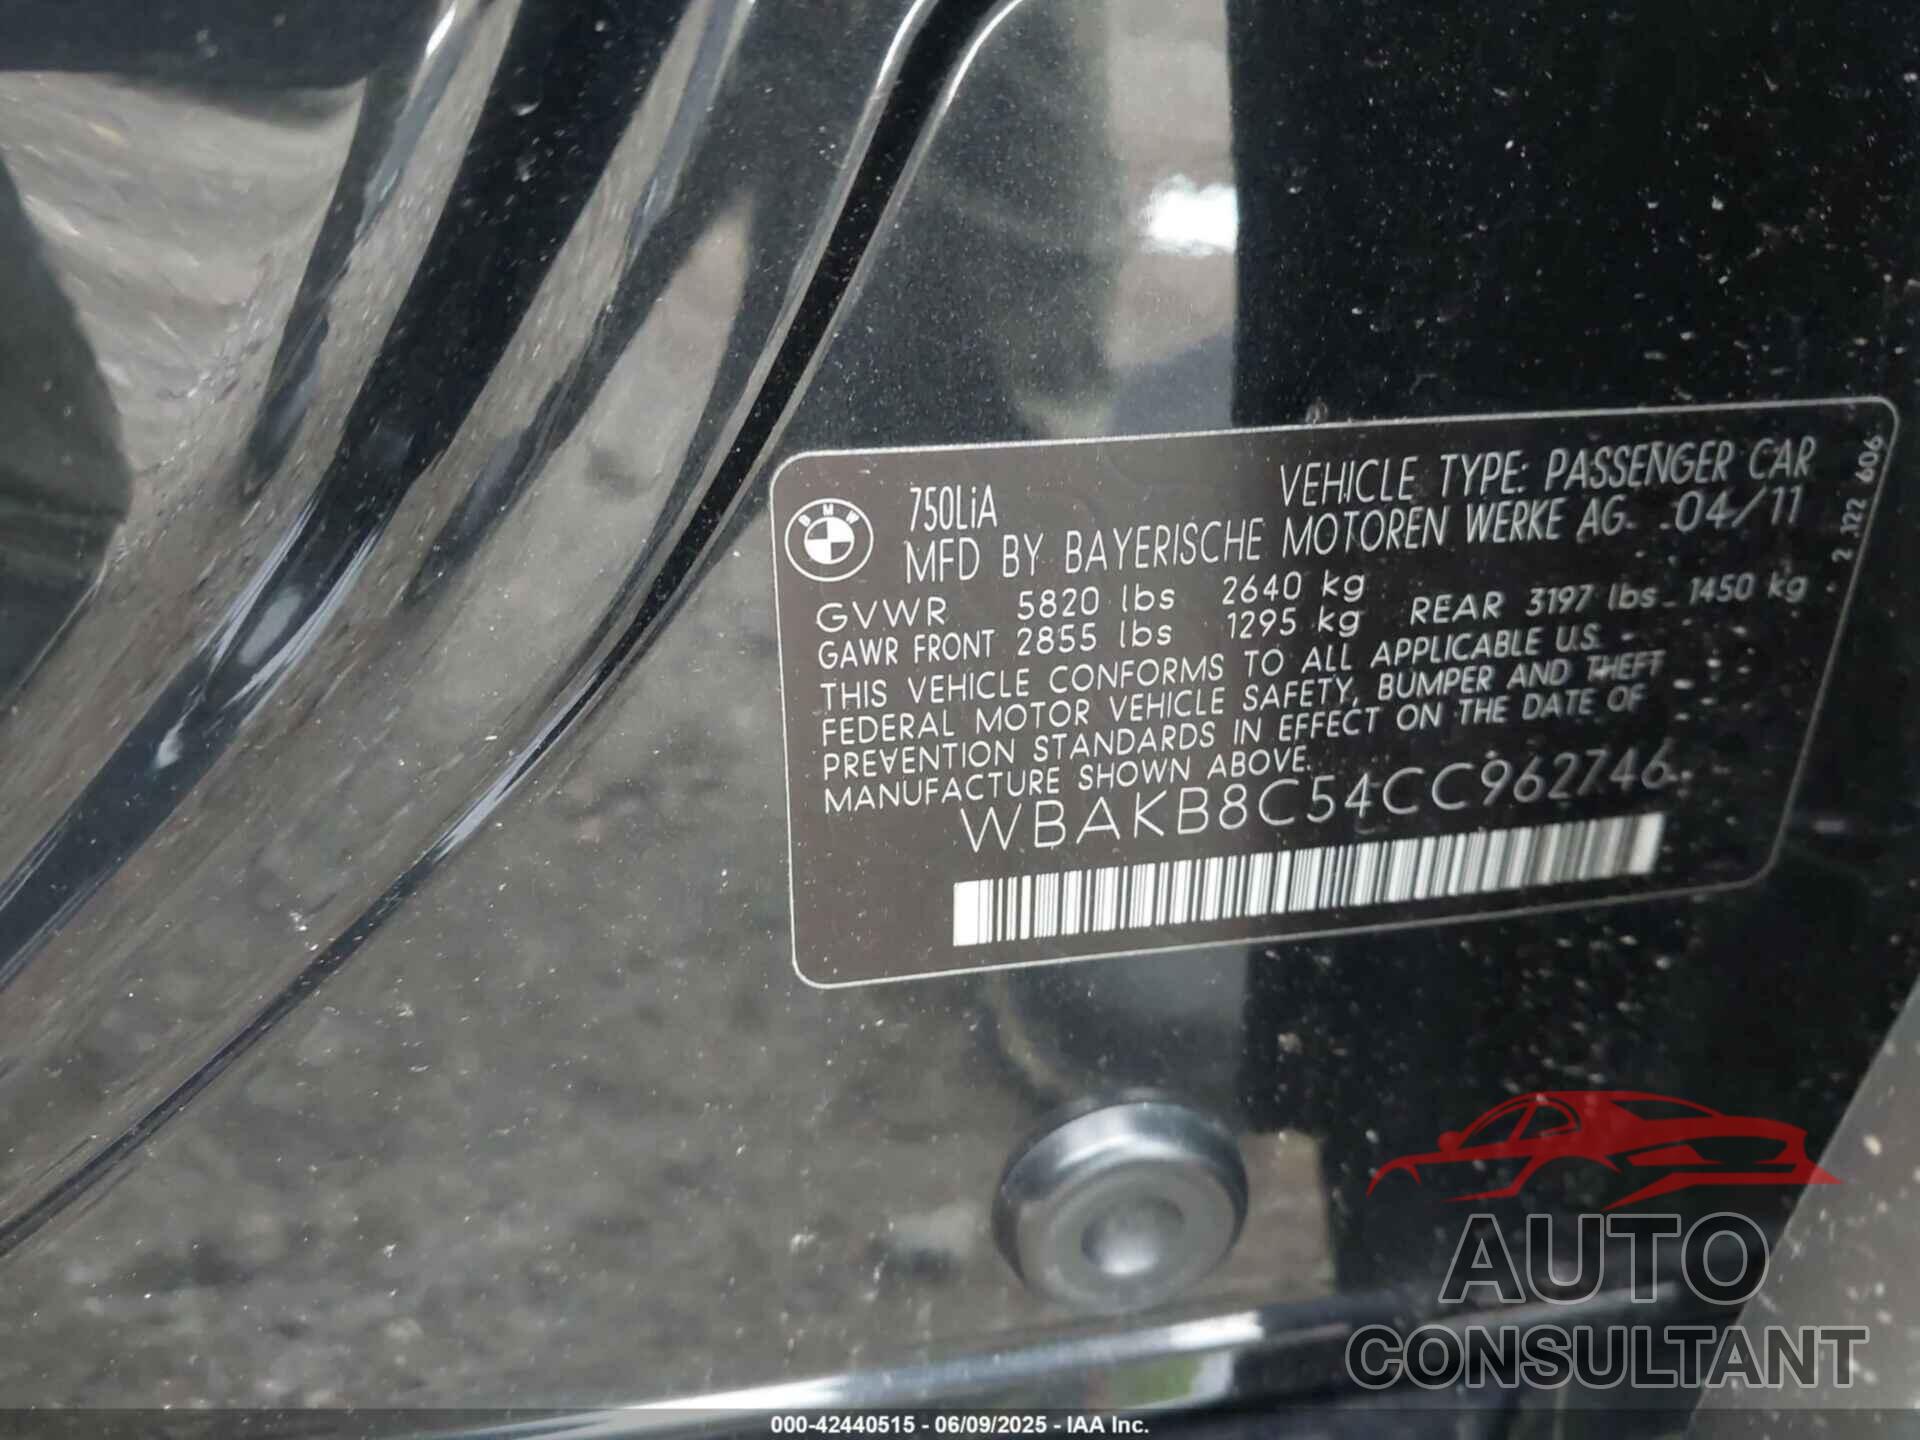 VEHICLE TYPE: PASSENGER CAR
BMW
750LiA
MFD BY BAYERISCHE MOTOREN WERKE AG 04/11
GVWR 5820 lbs 2640 kg
GAWR FRONT 2855 lbs 1295 kg REAR 3197 lbs 1450 kg
THIS VEHICLE CONFORMS TO ALL APPLICABLE U.S.
FEDERAL MOTOR VEHICLE SAFETY, BUMPER AND THEFT
PREVENTION STANDARDS IN EFFECT ON THE DATE OF
MANUFACTURE SHOWN ABOVE.
WBAKB8C54CC962746
2 122 606
AUTO
CONSULTANT
000-42440515 - 06/09/2025 - IAA Inc.